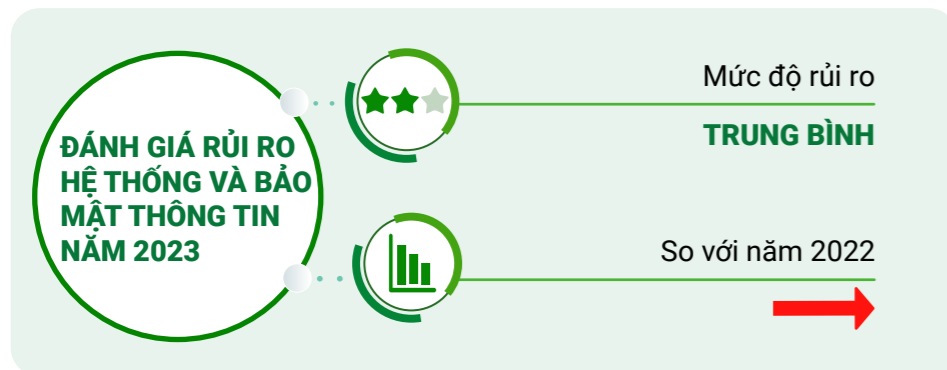 ĐÁNH GIÁ RỦI RO
HỆ THỐNG VÀ BẢO
MẬT THÔNG TIN
NĂM 2023
Mức độ rủi ro
TRUNG BÌNH
So với năm 2022